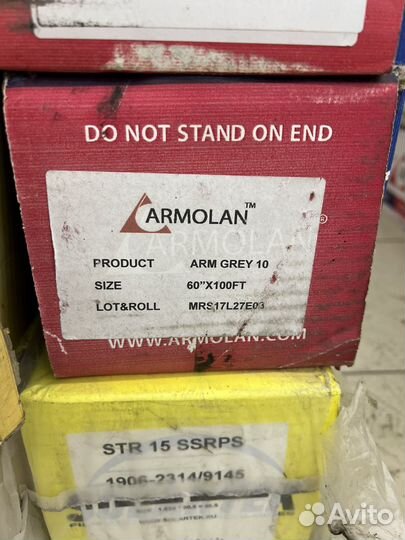 DO NOT STAND ON END
ARMOLAN™
ARMOLAN®
PRODUCT ARM GREY 10
SIZE 60"X100FT
LOT&ROLL MRS17L27E03
WWW.ARMOLAN.COM
STR 15 SSRPS
1906-2314/9145
Avito